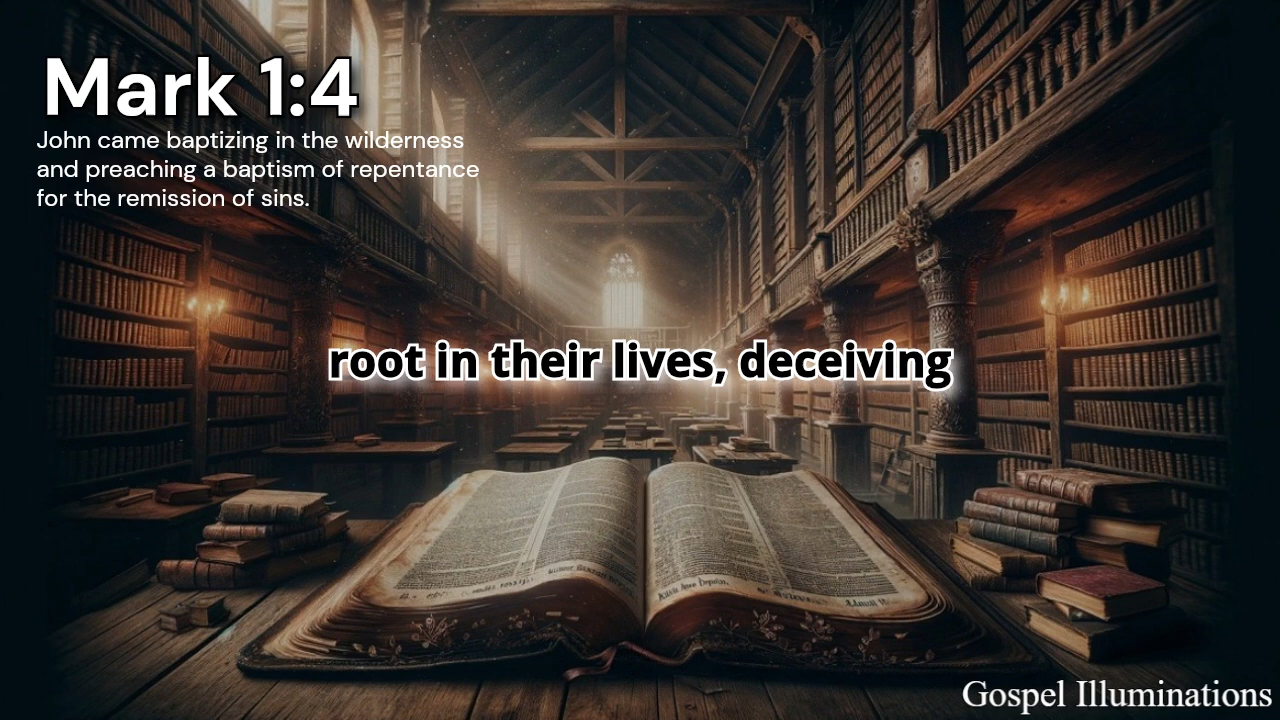 Mark 1:4
John came baptizing in the wilderness
and preaching a baptism of repentance
for the remission of sins.
root in their lives, deceiving
Gospel Illuminations